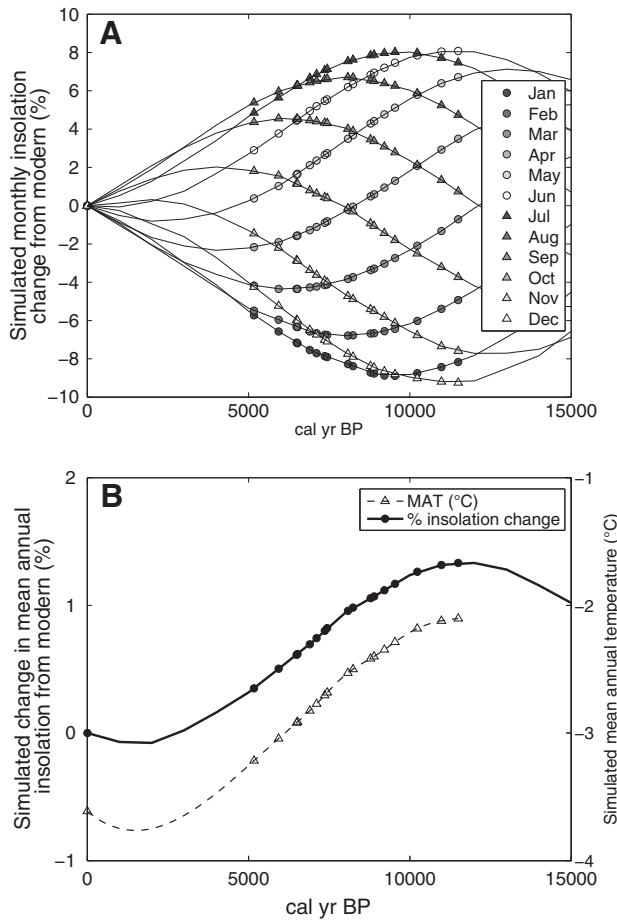 A
Simulated monthly insolation
change from modern (%)
10
8
6
4
2
0
−2
−4
−6
−8
−10
Jan
Feb
Mar
Apr
May
Jun
Jul
Aug
Sep
Oct
Nov
Dec
0
5000
10000
15000
cal yr BP
B
Simulated change in mean annual
insolation from modern (%)
2
1
0
−1
MAT (°C)
% insolation change
−1
−2
−3
−4
Simulated mean annual temperature (°C)
0
5000
10000
15000
cal yr BP